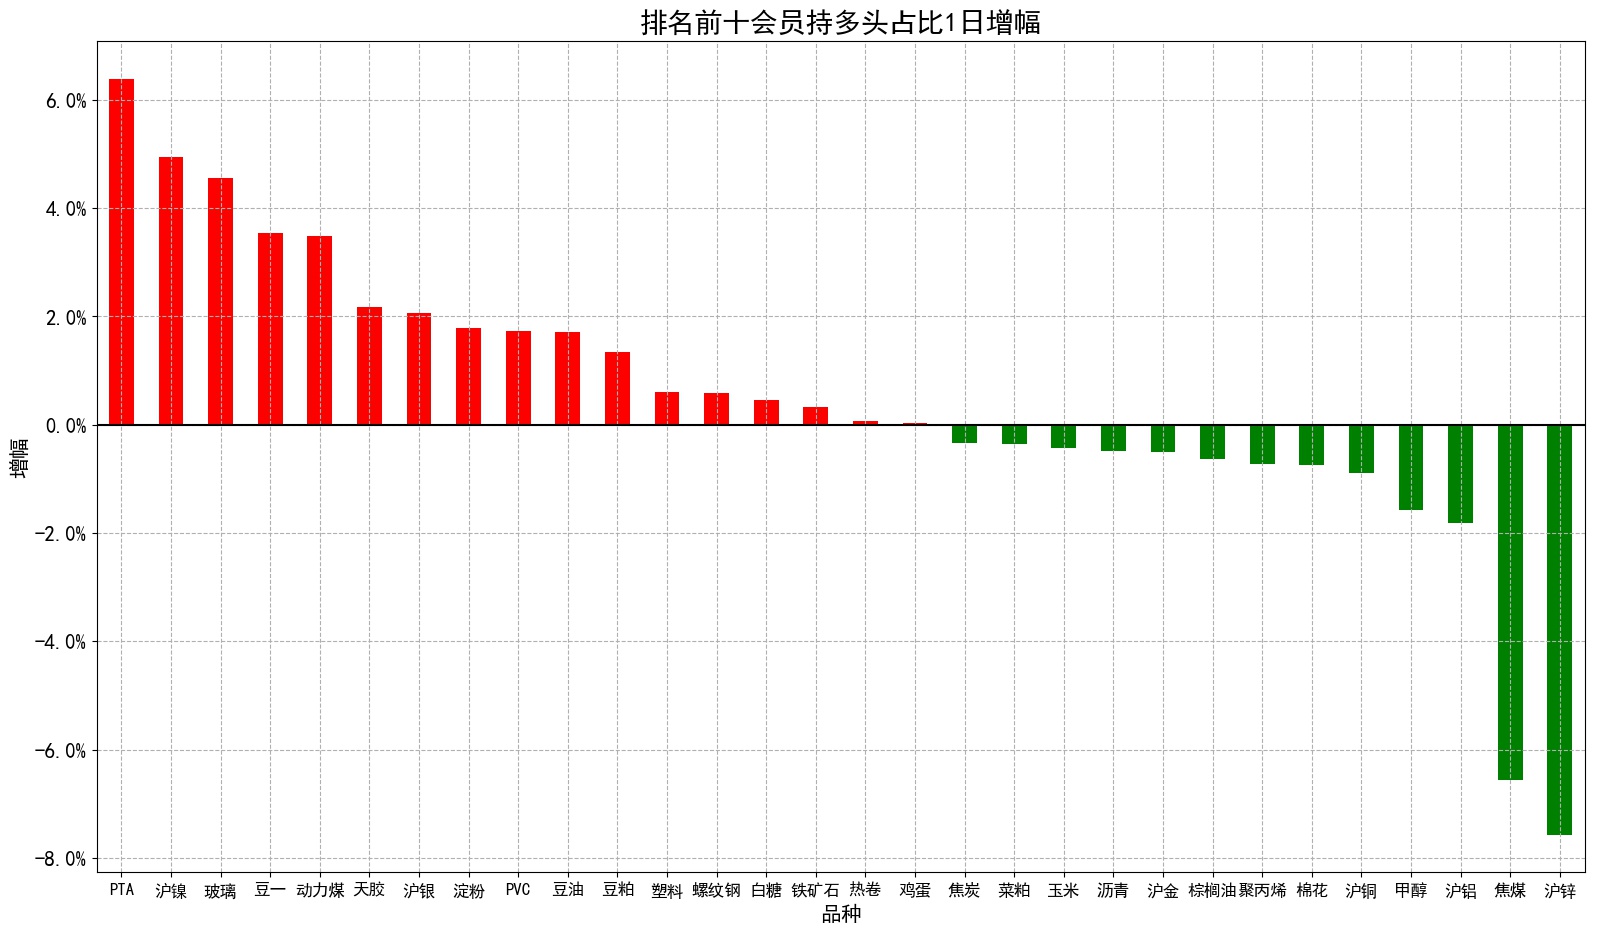 排名前十会员持多头占比1日增幅
6.0%
4.0%
2.0%
0.0%
−2.0%
−4.0%
−6.0%
−8.0%
增幅
PTA 沪镍 玻璃 豆一 动力煤 天胶 沪银 淀粉 PVC 豆油 豆粕 塑料 螺纹钢 白糖 铁矿石 热卷 鸡蛋 焦炭 菜粕 玉米 沥青 沪金 棕榈油 聚丙烯 棉花 沪铜 甲醇 沪铝 焦煤 沪锌
品种